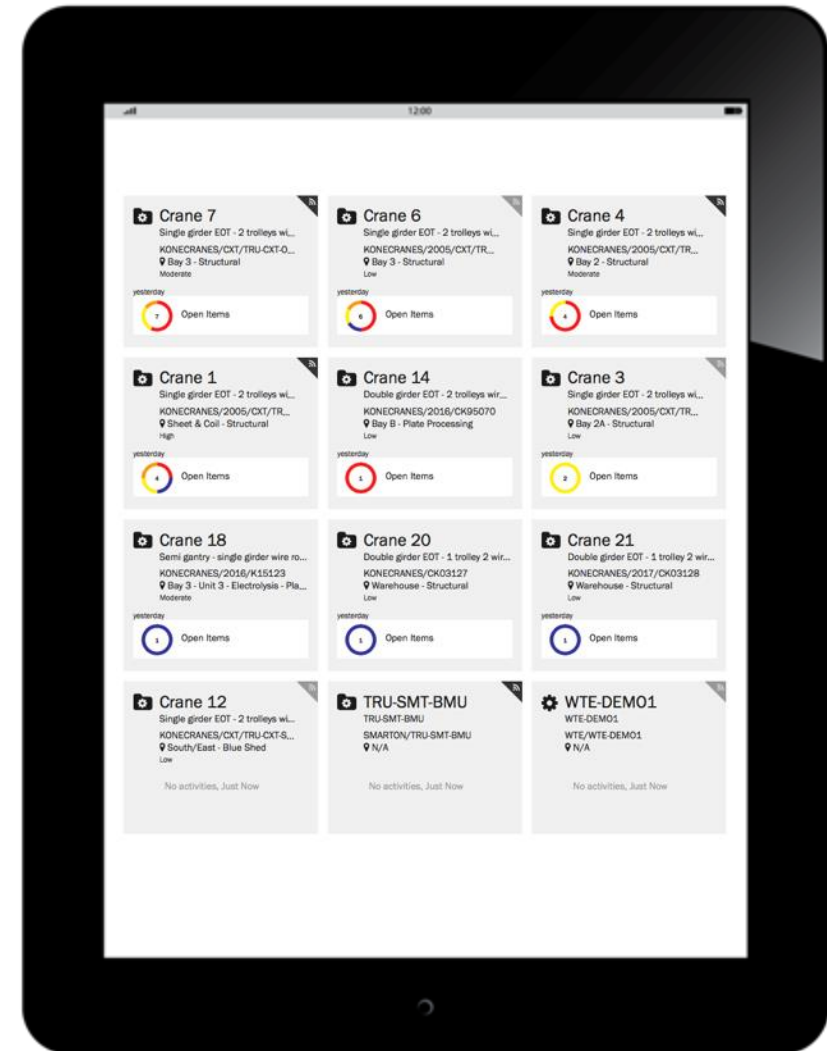 12:00
Crane 7
Single girder EOT - 2 trolleys wi...
KONECRANES/CXT/TRU-CXT-O...
Bay 3 - Structural
Moderate
yesterday
7
Open Items
Crane 6
Single girder EOT - 2 trolleys wi...
KONECRANES/2005/CXT/TR...
Bay 3 - Structural
Low
yesterday
6
Open Items
Crane 4
Single girder EOT - 2 trolleys wi...
KONECRANES/2005/CXT/TR...
Bay 2 - Structural
Moderate
yesterday
4
Open Items
Crane 1
Single girder EOT - 2 trolleys wi...
KONECRANES/2005/CXT/TR...
Sheet & Coil - Structural
High
yesterday
4
Open Items
Crane 14
Double girder EOT - 2 trolleys wir...
KONECRANES/2016/CK95070
Bay B - Plate Processing
Low
yesterday
1
Open Items
Crane 3
Single girder EOT - 2 trolleys wi...
KONECRANES/2005/CXT/TR...
Bay 2A - Structural
Low
yesterday
2
Open Items
Crane 18
Semi gantry - single girder wire ro...
KONECRANES/2016/K15123
Bay 3 - Unit 3 - Electrolysis - Pla...
Moderate
yesterday
1
Open Items
Crane 20
Double girder EOT - 1 trolley 2 wir...
KONECRANES/CK03127
Warehouse - Structural
Low
yesterday
1
Open Items
Crane 21
Double girder EOT - 1 trolley 2 wir...
KONECRANES/2017/CK03128
Warehouse - Structural
Low
yesterday
1
Open Items
Crane 12
Single girder EOT - 2 trolleys wi...
KONECRANES/CXT/TRU-CXT-S...
South/East - Blue Shed
Low
No activities, Just Now
TRU-SMT-BMU
TRU-SMT-BMU
SMARTON/TRU-SMT-BMU
N/A
No activities, Just Now
WTE-DEMO1
WTE-DEMO1
WTE/WTE-DEMO1
N/A
No activities, Just Now